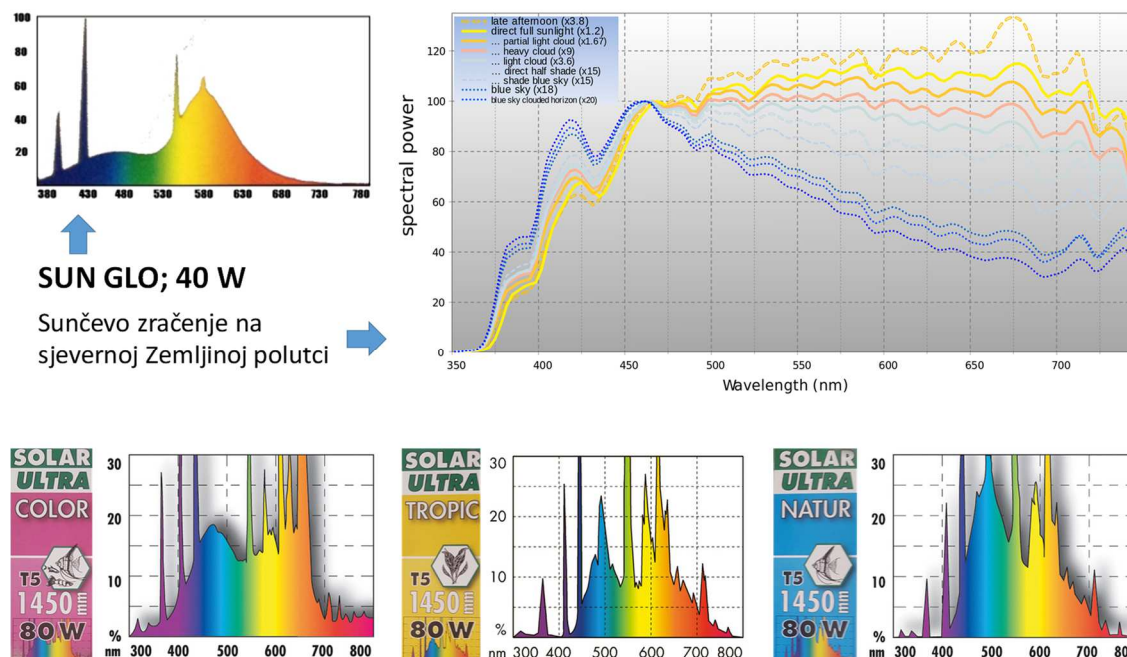 100
80
60
40
20
380 430 480 530 580 630 680 730 780
SUN GLO; 40 W
Sunčevo zračenje na
sjevernoj Zemljinoj polutci
late afternoon (x3.8)
direct full sunlight (x1.2)
... partial light cloud (x1.67)
... heavy cloud (x9)
... light cloud (x3.6)
... direct half shade (x15)
... shade blue sky (x15)
blue sky (x18)
blue sky clouded horizon (x20)
spectral power
120
100
80
60
40
20
0
350 400 450 500 550 600 650 700
Wavelength (nm)
SOLAR
ULTRA
COLOR
T5
1450 mm
80 W
30
20
10
%
nm 300 400 500 600 700 800
SOLAR
ULTRA
TROPIC
T5
1450 mm
80 W
30
20
10
%
nm 300 400 500 600 700 800
SOLAR
ULTRA
NATUR
T5
1450 mm
80 W
30
20
10
%
nm 300 400 500 600 700